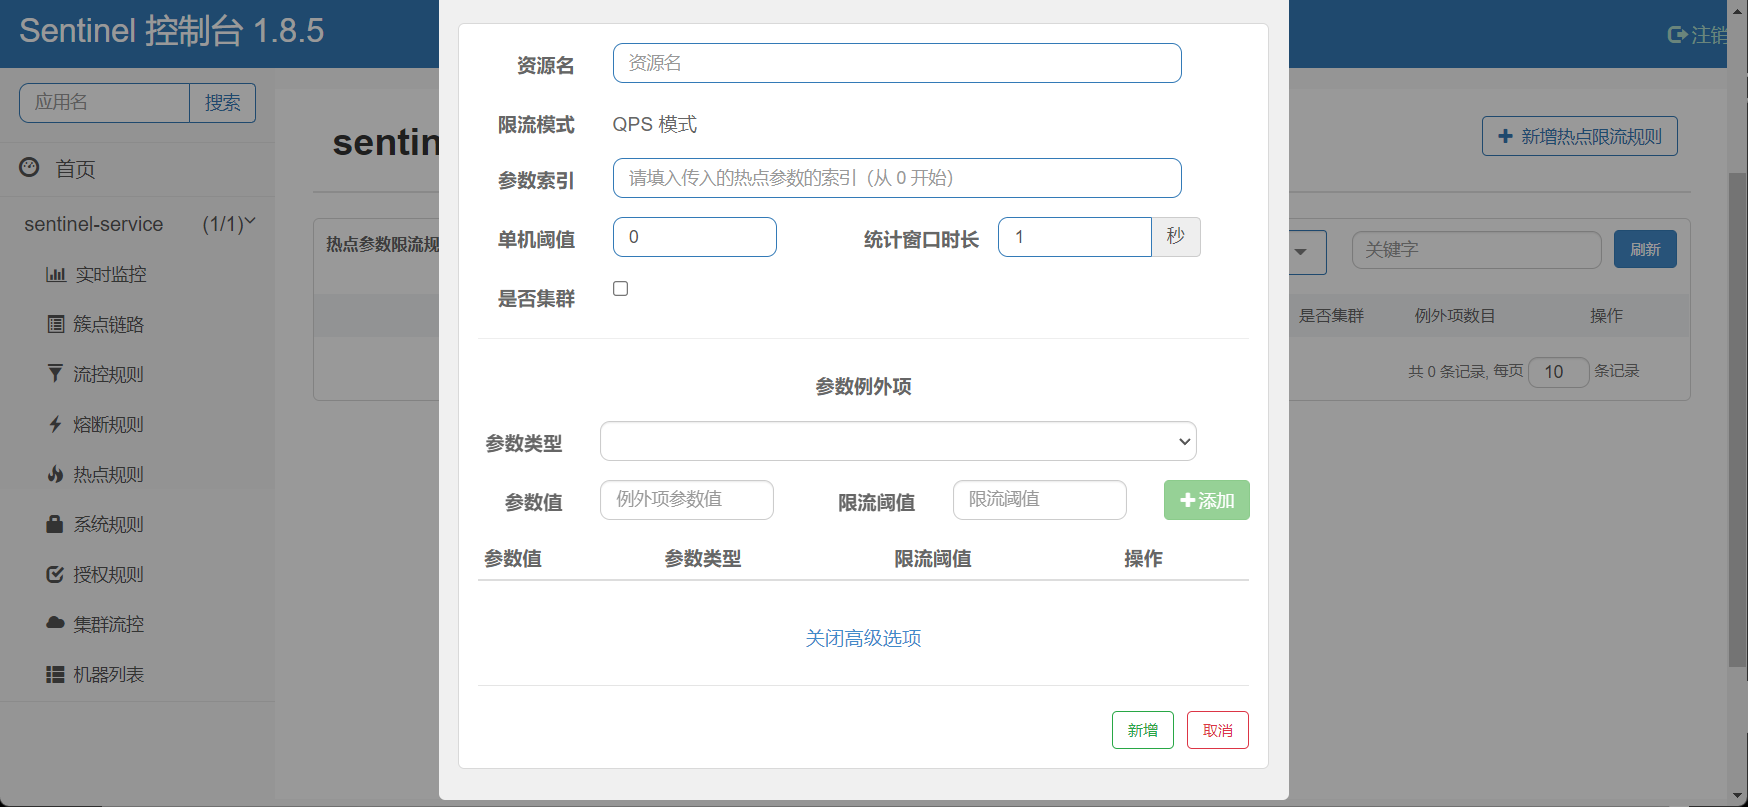 Sentinel 控制台 1.8.5
注销
应用名 搜索
首页
sentinel-service (1/1)
实时监控
簇点链路
流控规则
熔断规则
热点规则
系统规则
授权规则
集群流控
机器列表
sentin
新增热点限流规则
热点参数限流规
关键字 刷新
是否集群 例外项数目 操作
共 0 条记录, 每页 10 条记录
资源名 资源名
限流模式 QPS 模式
参数索引 请填入传入的热点参数的索引（从 0 开始）
单机阈值 0 统计窗口时长 1 秒
是否集群
参数例外项
参数类型
参数值 例外项参数值 限流阈值 限流阈值 添加
参数值 参数类型 限流阈值 操作
关闭高级选项
新增 取消